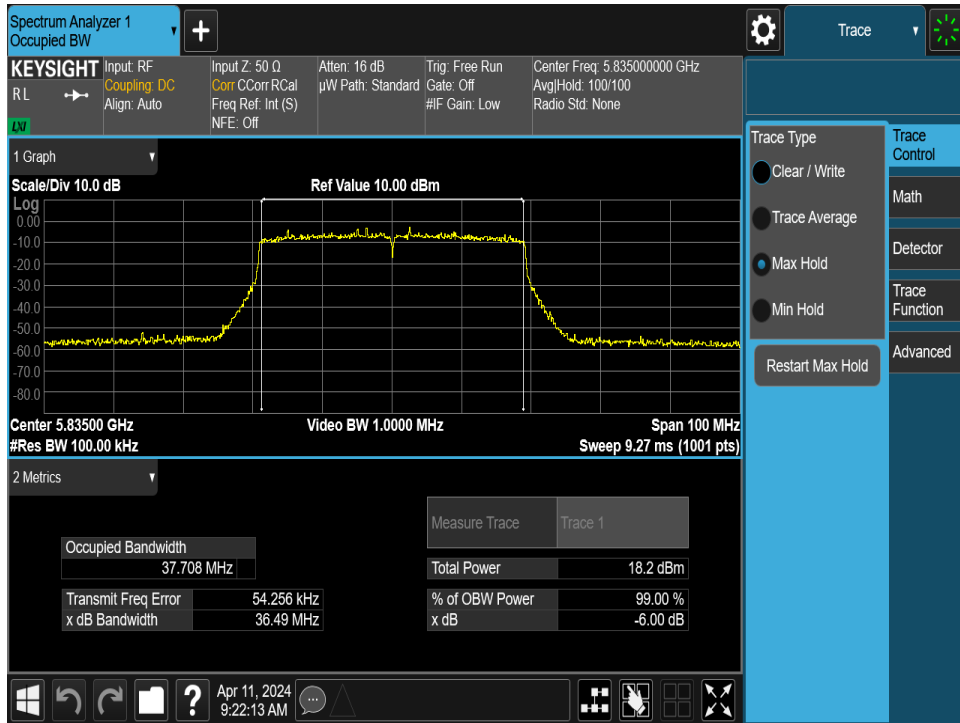 Spectrum Analyzer 1
Occupied BW
+
Trace
KEYSIGHT
R L
LXI
Input: RF
Coupling: DC
Align: Auto
Input Z: 50 Ω
Corr CCorr RCal
Freq Ref: Int (S)
NFE: Off
Atten: 16 dB
µW Path: Standard
Trig: Free Run
Gate: Off
#IF Gain: Low
Center Freq: 5.835000000 GHz
Avg|Hold: 100/100
Radio Std: None
1 Graph
Scale/Div 10.0 dB
Ref Value 10.00 dBm
Log
0.00
-10.0
-20.0
-30.0
-40.0
-50.0
-60.0
-70.0
-80.0
Center 5.83500 GHz
Video BW 1.0000 MHz
Span 100 MHz
#Res BW 100.00 kHz
Sweep 9.27 ms (1001 pts)
2 Metrics
Measure Trace
Trace 1
Occupied Bandwidth
37.708 MHz
Total Power
18.2 dBm
Transmit Freq Error
54.256 kHz
% of OBW Power
99.00 %
x dB Bandwidth
36.49 MHz
x dB
-6.00 dB
Trace Type
Clear / Write
Trace Average
Max Hold
Min Hold
Restart Max Hold
Trace
Control
Math
Detector
Trace
Function
Advanced
?
Apr 11, 2024
9:22:13 AM